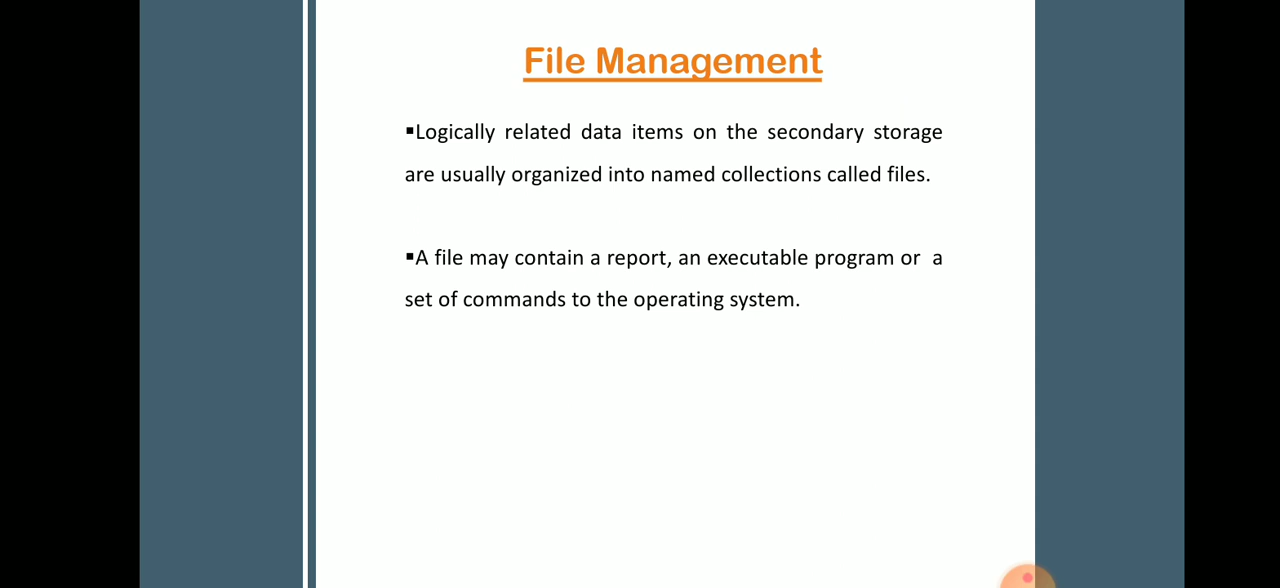 File Management
▪Logically related data items on the secondary storage
are usually organized into named collections called files.
▪A file may contain a report, an executable program or a
set of commands to the operating system.